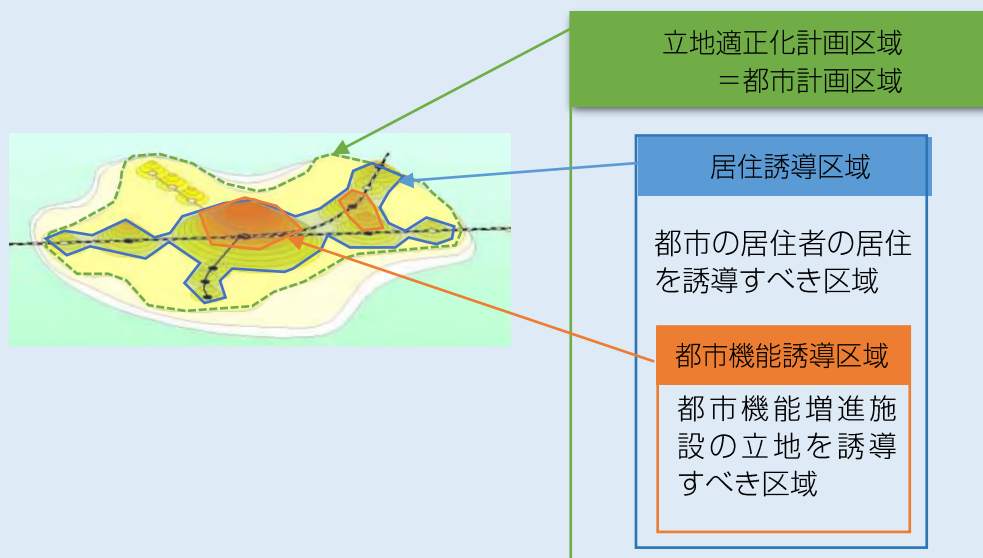 立地適正化計画区域
＝都市計画区域
居住誘導区域
都市の居住者の居住
を誘導すべき区域
都市機能誘導区域
都市機能増進施
設の立地を誘導
すべき区域